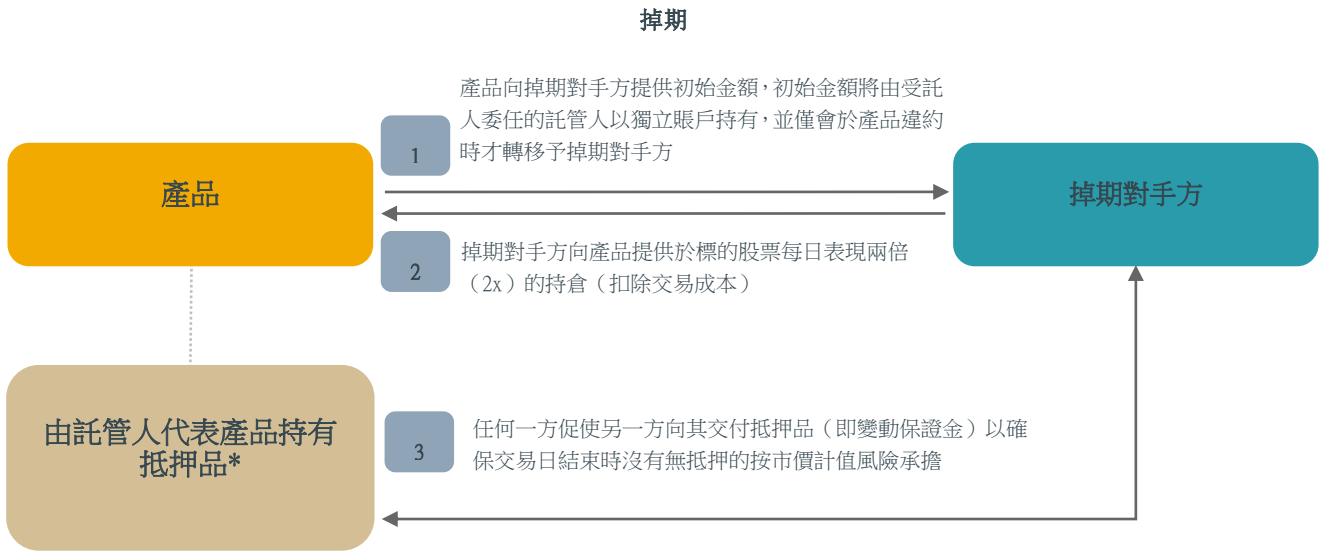 掉期
產品向掉期對手方提供初始金額，初始金額將由受託
人委任的託管人以獨立賬戶持有，並僅會於產品違約
時才轉移予掉期對手方
1
產品
掉期對手方
2
掉期對手方向產品提供於標的股票每日表現兩倍
（2x）的持倉（扣除交易成本）
由託管人代表產品持有
抵押品*
3
任何一方促使另一方向其交付抵押品（即變動保證金）以確
保交易日結束時沒有無抵押的按市價計值風險承擔